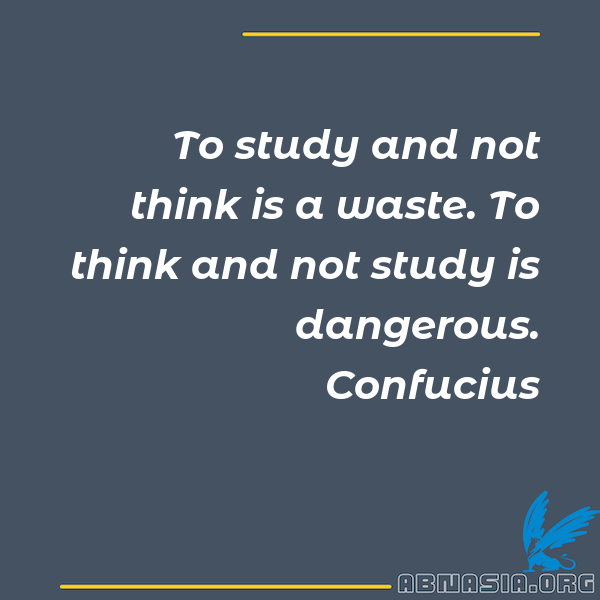 To study and not
think is a waste. To
think and not study is
dangerous.
Confucius
ABNASIA.ORG